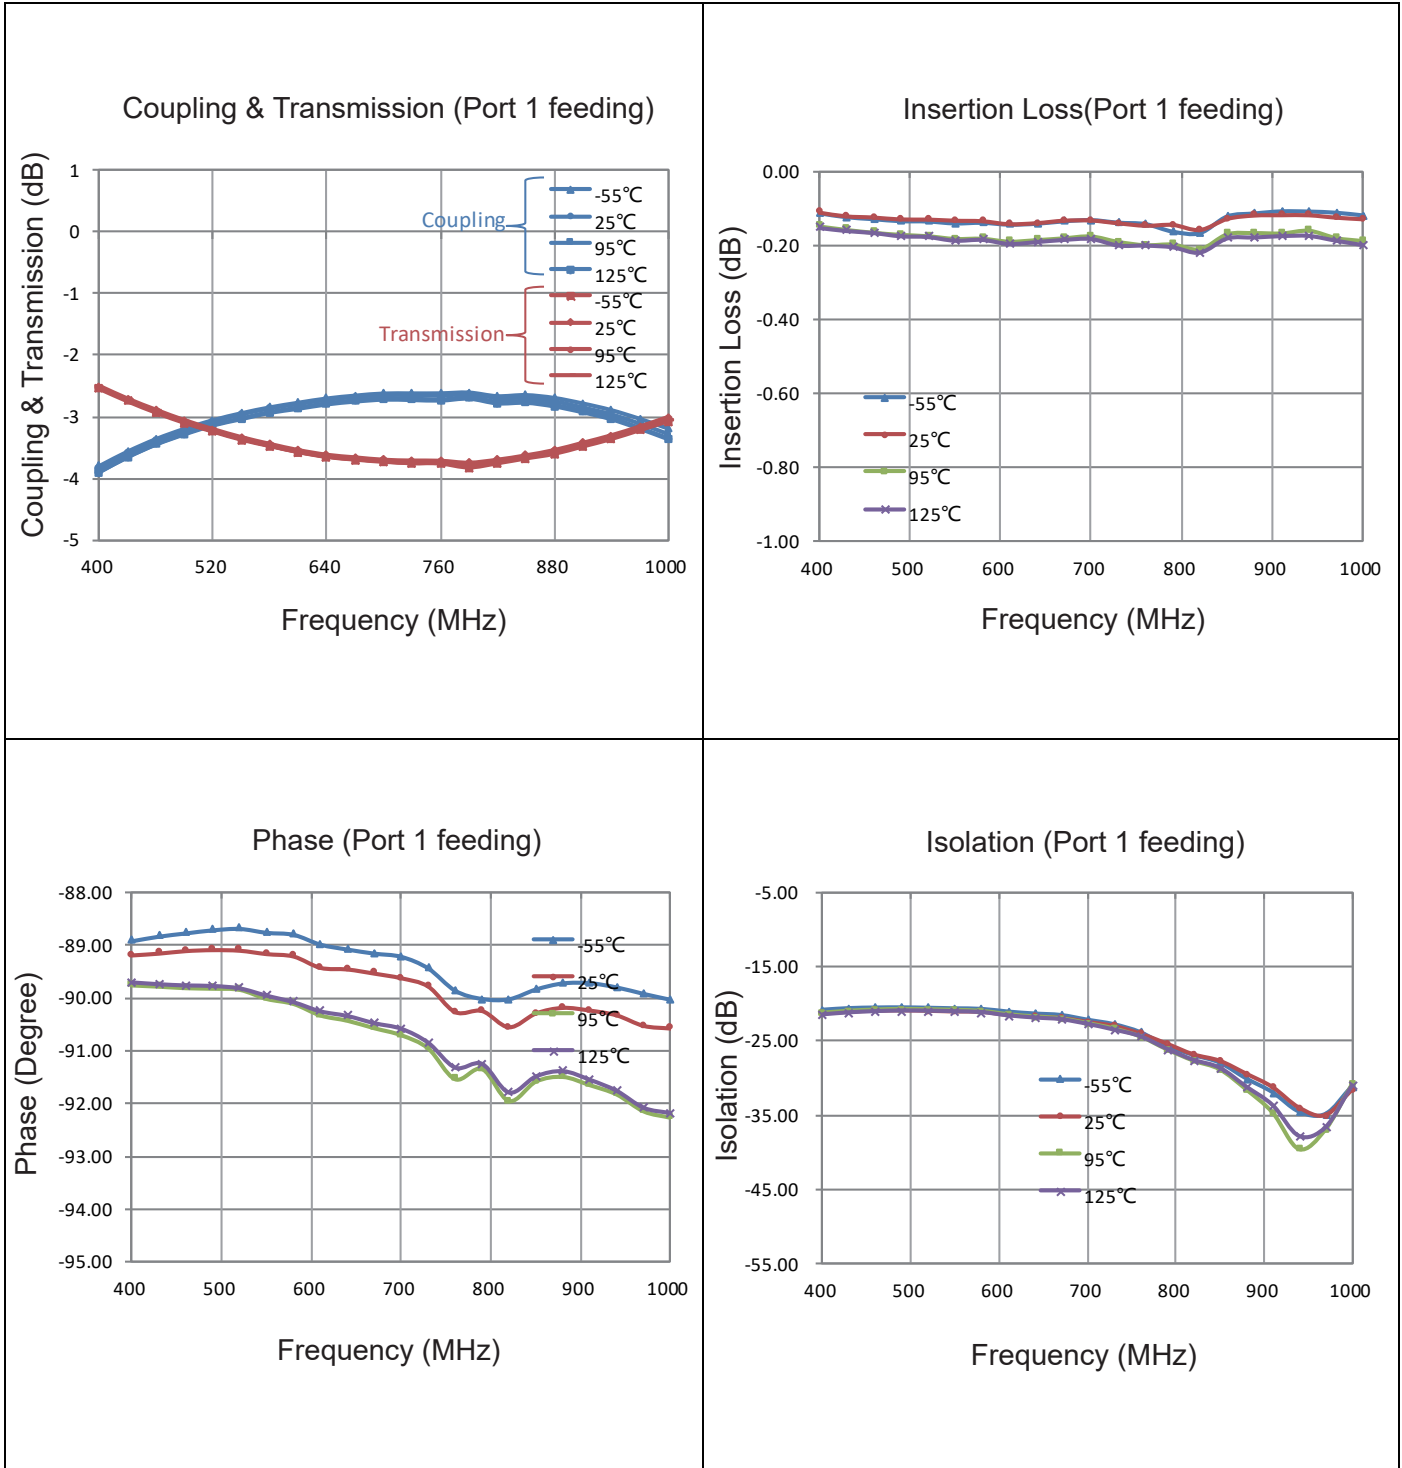 Coupling & Transmission (Port 1 feeding)
Coupling & Transmission (dB)
1
0
-1
-2
-3
-4
-5
Coupling
-55℃
25℃
95℃
125℃
Transmission
-55℃
25℃
95℃
125℃
400 520 640 760 880 1000
Frequency (MHz)
Insertion Loss(Port 1 feeding)
Insertion Loss (dB)
0.00
-0.20
-0.40
-0.60
-0.80
-1.00
-55℃
25℃
95℃
125℃
400 500 600 700 800 900 1000
Frequency (MHz)
Phase (Port 1 feeding)
Phase (Degree)
-88.00
-89.00
-90.00
-91.00
-92.00
-93.00
-94.00
-95.00
-55℃
25℃
95℃
125℃
400 500 600 700 800 900 1000
Frequency (MHz)
Isolation (Port 1 feeding)
Isolation (dB)
-5.00
-15.00
-25.00
-35.00
-45.00
-55.00
-55℃
25℃
95℃
125℃
400 500 600 700 800 900 1000
Frequency (MHz)